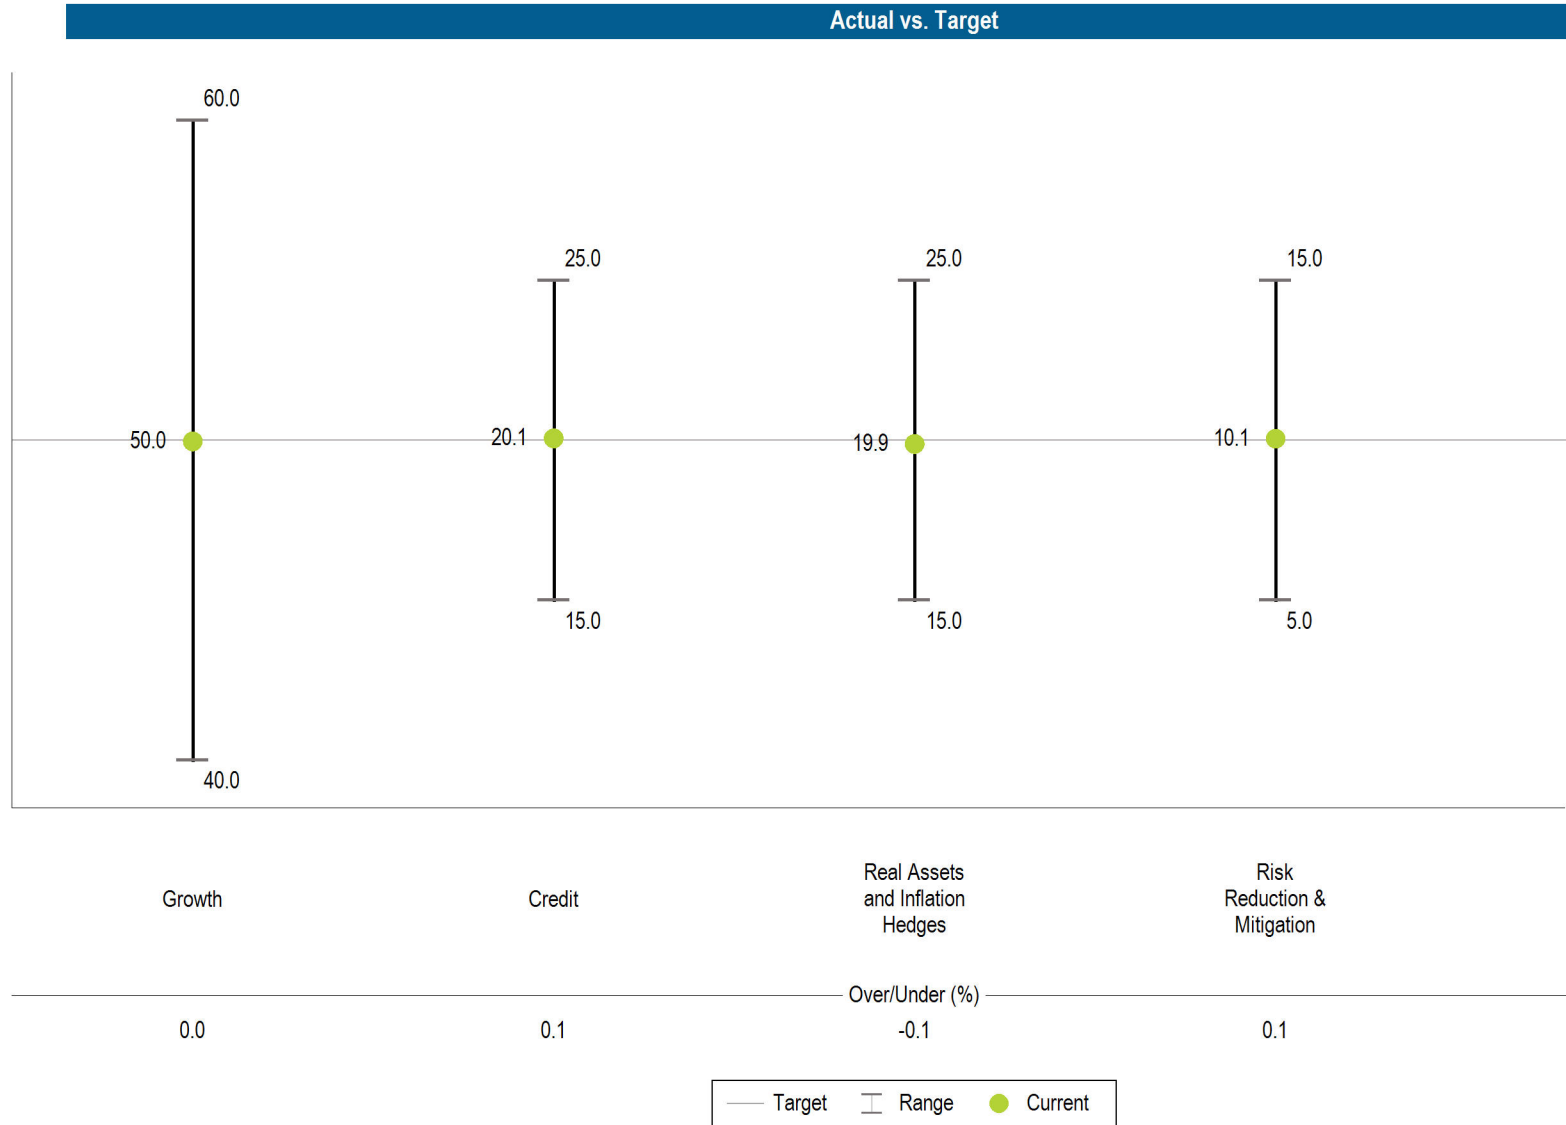 Actual vs. Target
60.0
25.0
25.0
15.0
50.0
20.1
19.9
10.1
15.0
15.0
5.0
40.0
Growth
Credit
Real Assets
and Inflation
Hedges
Risk
Reduction &
Mitigation
Over/Under (%)
0.0
0.1
-0.1
0.1
Target
Range
Current